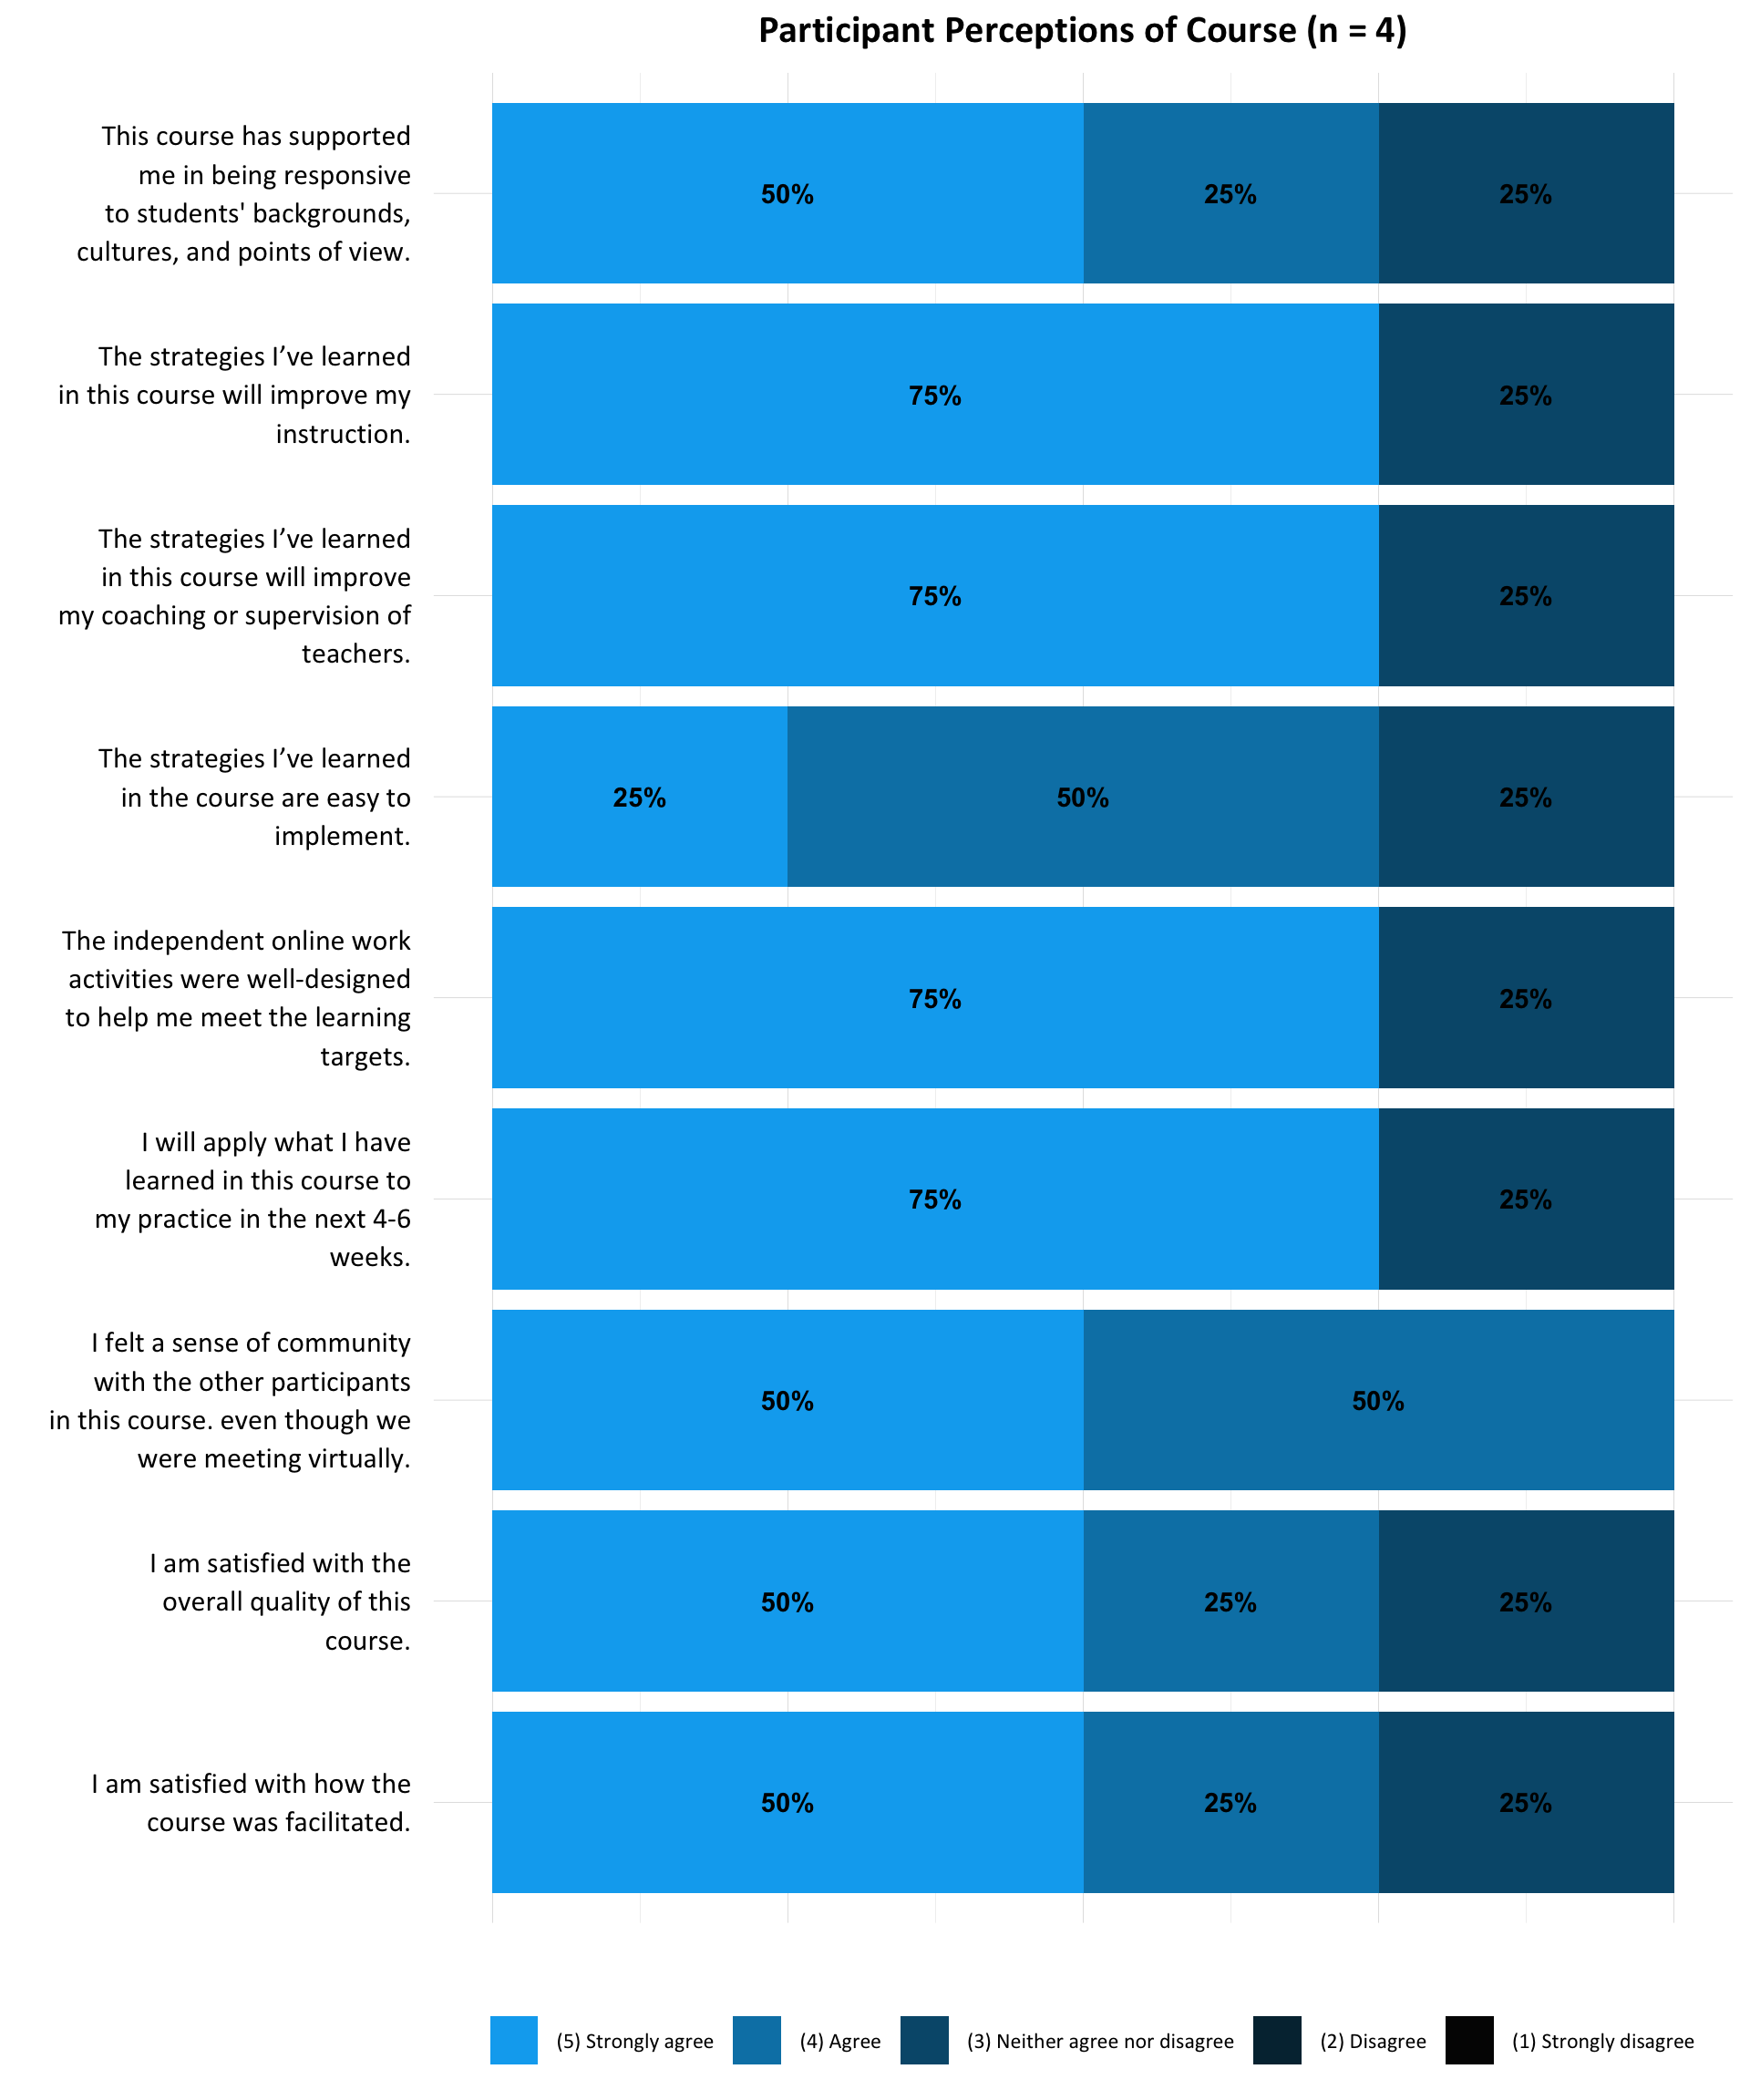 Participant Perceptions of Course (n = 4)
This course has supported
me in being responsive
to students' backgrounds,
cultures, and points of view.
50%
25%
25%
The strategies I’ve learned
in this course will improve my
instruction.
75%
25%
The strategies I’ve learned
in this course will improve
my coaching or supervision of
teachers.
75%
25%
The strategies I’ve learned
in the course are easy to
implement.
25%
50%
25%
The independent online work
activities were well-designed
to help me meet the learning
targets.
75%
25%
I will apply what I have
learned in this course to
my practice in the next 4-6
weeks.
75%
25%
I felt a sense of community
with the other participants
in this course. even though we
were meeting virtually.
50%
50%
I am satisfied with the
overall quality of this
course.
50%
25%
25%
I am satisfied with how the
course was facilitated.
50%
25%
25%
(5) Strongly agree
(4) Agree
(3) Neither agree nor disagree
(2) Disagree
(1) Strongly disagree